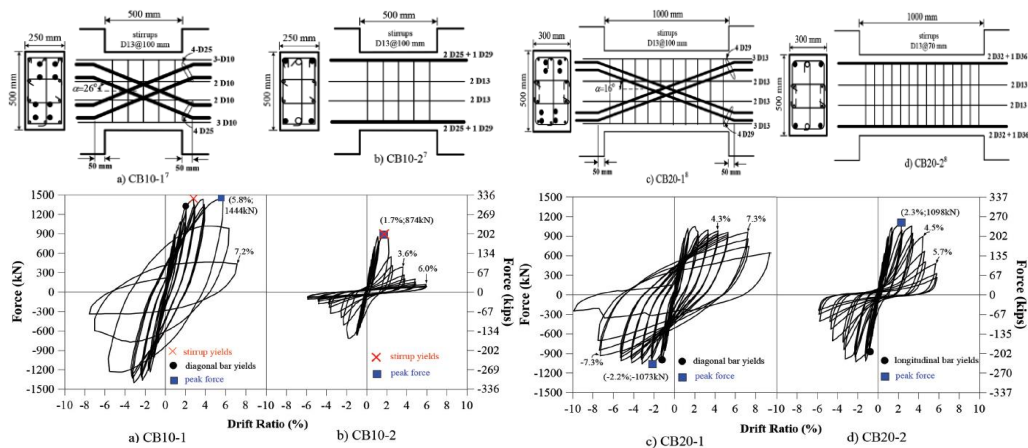 500 mm
stirrups
D13@100 mm
250 mm
500 mm
4-D25
3-D10
2 D10
α=26°
2 D10
3 D10
4 D25
50 mm
50 mm
a) CB10-1⁷
500 mm
stirrups
D13@100 mm
250 mm
500 mm
2 D25 + 1 D29
2 D13
2 D13
2 D25 + 1 D29
b) CB10-2⁷
1000 mm
stirrups
D13@100 mm
300 mm
500 mm
4 D29
3 D13
2 D13
α=16°
2 D13
3 D13
4 D29
50 mm
50 mm
c) CB20-1⁸
1000 mm
stirrups
D13@70 mm
300 mm
500 mm
2 D32 + 1 D36
2 D13
2 D13
2 D32 + 1 D36
d) CB20-2⁸
Force (kN)
1500
1200
900
600
300
0
-300
-600
-900
-1200
-1500
(5.8%;
1444kN)
7.2%
stirrup yields
diagonal bar yields
peak force
-10 -8 -6 -4 -2 0 2 4 6 8
a) CB10-1
(1.7%;874kN)
3.6%
6.0%
stirrup yields
peak force
-10 -8 -6 -4 -2 0 2 4 6 8 10
b) CB10-2
Drift Ratio (%)
336
269
202
134
67
0
-67
-134
-202
-269
-336
Force (kips)
Force (kN)
1500
1200
900
600
300
0
-300
-600
-900
-1200
-1500
4.3%
7.3%
-7.3%
(-2.2%;-1073kN)
diagonal bar yields
peak force
-10 -8 -6 -4 -2 0 2 4 6 8
c) CB20-1
(2.3%;1098kN)
4.5%
5.7%
longitudinal bar yields
peak force
-10 -8 -6 -4 -2 0 2 4 6 8 10
d) CB20-2
Drift Ratio (%)
336
269
202
135
67
0
-67
-135
-202
-269
-336
Force (kips)